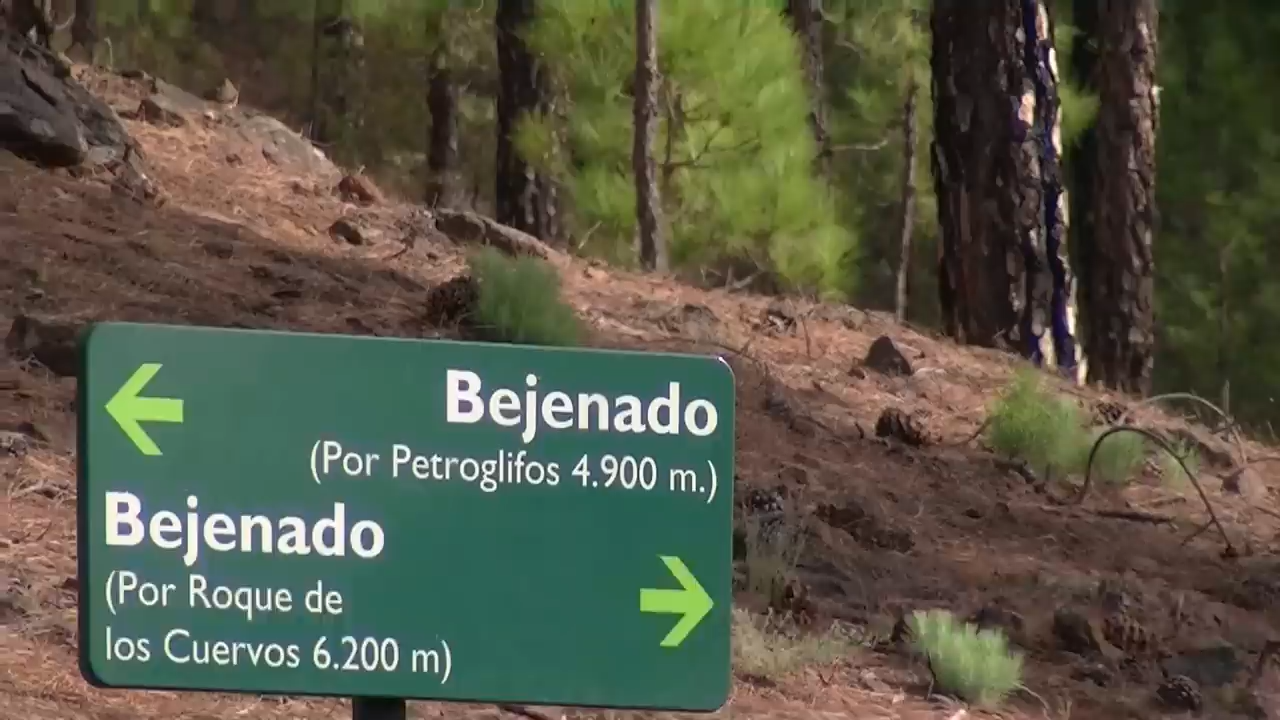 Bejenado
(Por Petroglifos 4.900 m.)
Bejenado
(Por Roque de
los Cuervos 6.200 m)